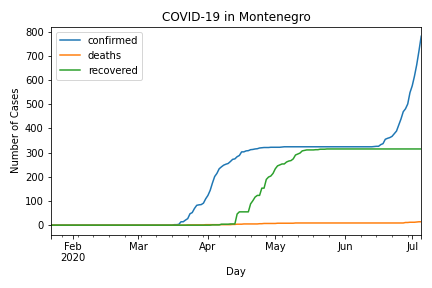 COVID-19 in Montenegro
confirmed
deaths
recovered
800
700
600
500
400
300
200
100
0
Number of Cases
Feb
2020
Mar
Apr
May
Jun
Jul
Day